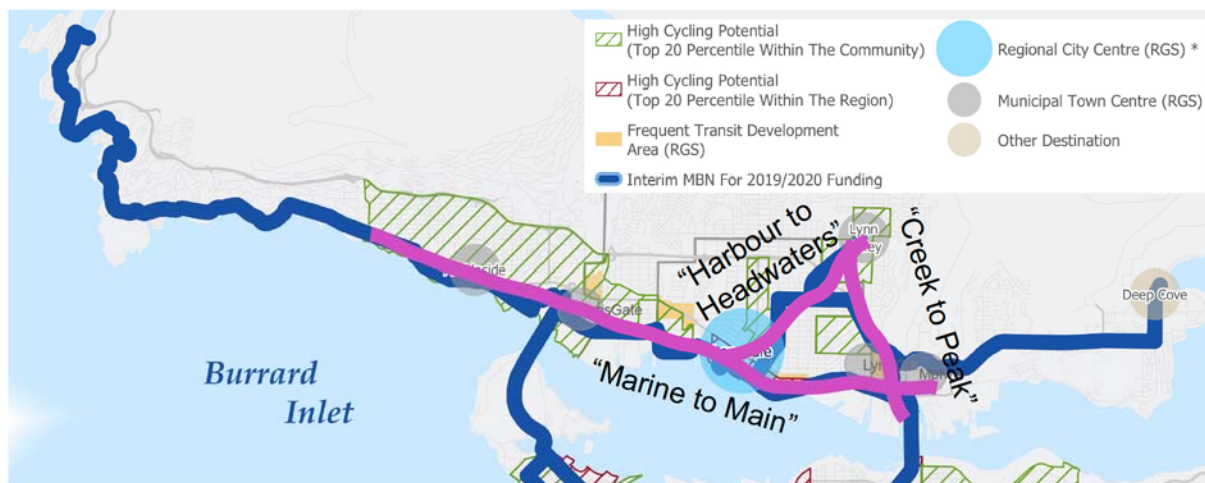 High Cycling Potential
(Top 20 Percentile Within The Community)
High Cycling Potential
(Top 20 Percentile Within The Region)
Frequent Transit Development
Area (RGS)
Interim MBN For 2019/2020 Funding
Regional City Centre (RGS) *
Municipal Town Centre (RGS)
Other Destination
"Harbour to
Headwaters"
"Creek to Peak"
Lynn
Deep Cove
"Marine to Main"
Burrard
Inlet